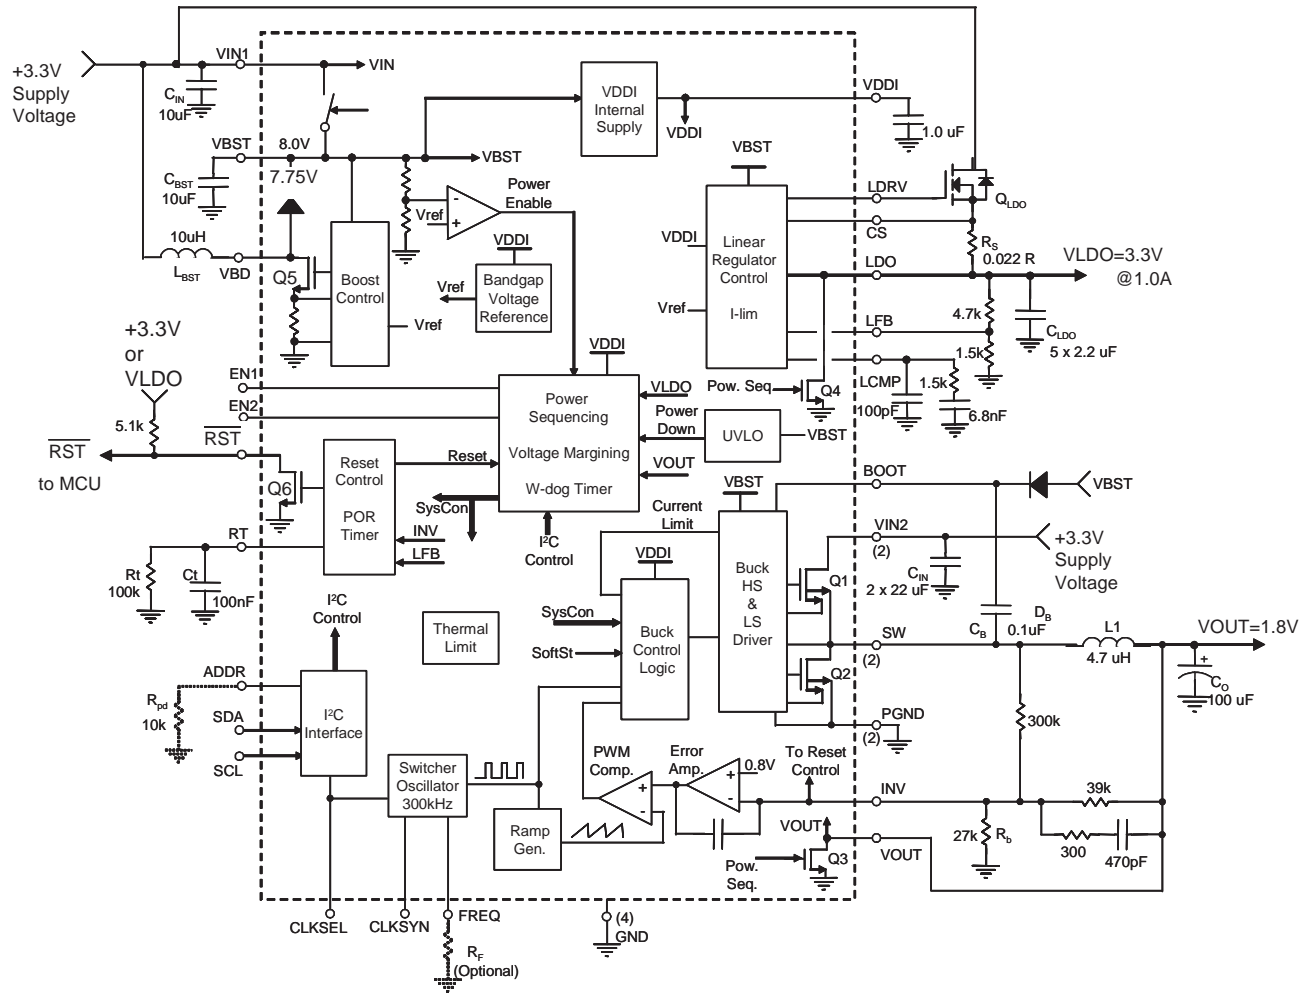 +3.3V
Supply
Voltage
VIN1
C_IN
10uF
VIN
VBST
8.0V
7.75V
C_BST
10uF
VBST
10uH
L_BST
VBD
Q5
Boost
Control
Vref
Vref
-
+
Power
Enable
VDDI
Bandgap
Voltage
Reference
Vref
VDDI
Internal
Supply
VDDI
VDDI
1.0 uF
VBST
Linear
Regulator
Control
I-lim
VDDI
Vref
LDRV
CS
LDO
LFB
LCMP
Q_LDO
R_S
0.022 R
VLDO=3.3V
@1.0A
4.7k
1.5k
C_LDO
5 x 2.2 uF
1.5k
100pF
6.8nF
Pow. Seq.
Q4
+3.3V
or
VLDO
5.1k
RST
to MCU
RST
EN1
EN2
Q6
RT
Rt
100k
Ct
100nF
Reset
Control
POR
Timer
Reset
INV
LFB
VDDI
Power
Sequencing
Voltage Margining
W-dog Timer
SysCon
I²C
Control
VLDO
Power
Down
VOUT
UVLO
VBST
Current
Limit
VBST
Buck
HS
&
LS
Driver
VDDI
Buck
Control
Logic
SysCon
SoftSt
Q1
Q2
BOOT
VBST
VIN2
(2)
C_IN
2 x 22 uF
+3.3V
Supply
Voltage
SW
(2)
C_B
D_B
0.1uF
L1
4.7 uH
VOUT=1.8V
+
C_O
100 uF
300k
PGND
(2)
Thermal
Limit
I²C
Control
ADDR
R_pd
10k
SDA
SCL
I²C
Interface
Switcher
Oscillator
300kHz
Ramp
Gen.
PWM
Comp.
+
-
Error
Amp.
+
-
0.8V
To Reset
Control
INV
VOUT
VOUT
Q3
Pow.
Seq.
27k
R_b
39k
300
470pF
CLKSEL
CLKSYN
FREQ
R_F
(Optional)
(4)
GND